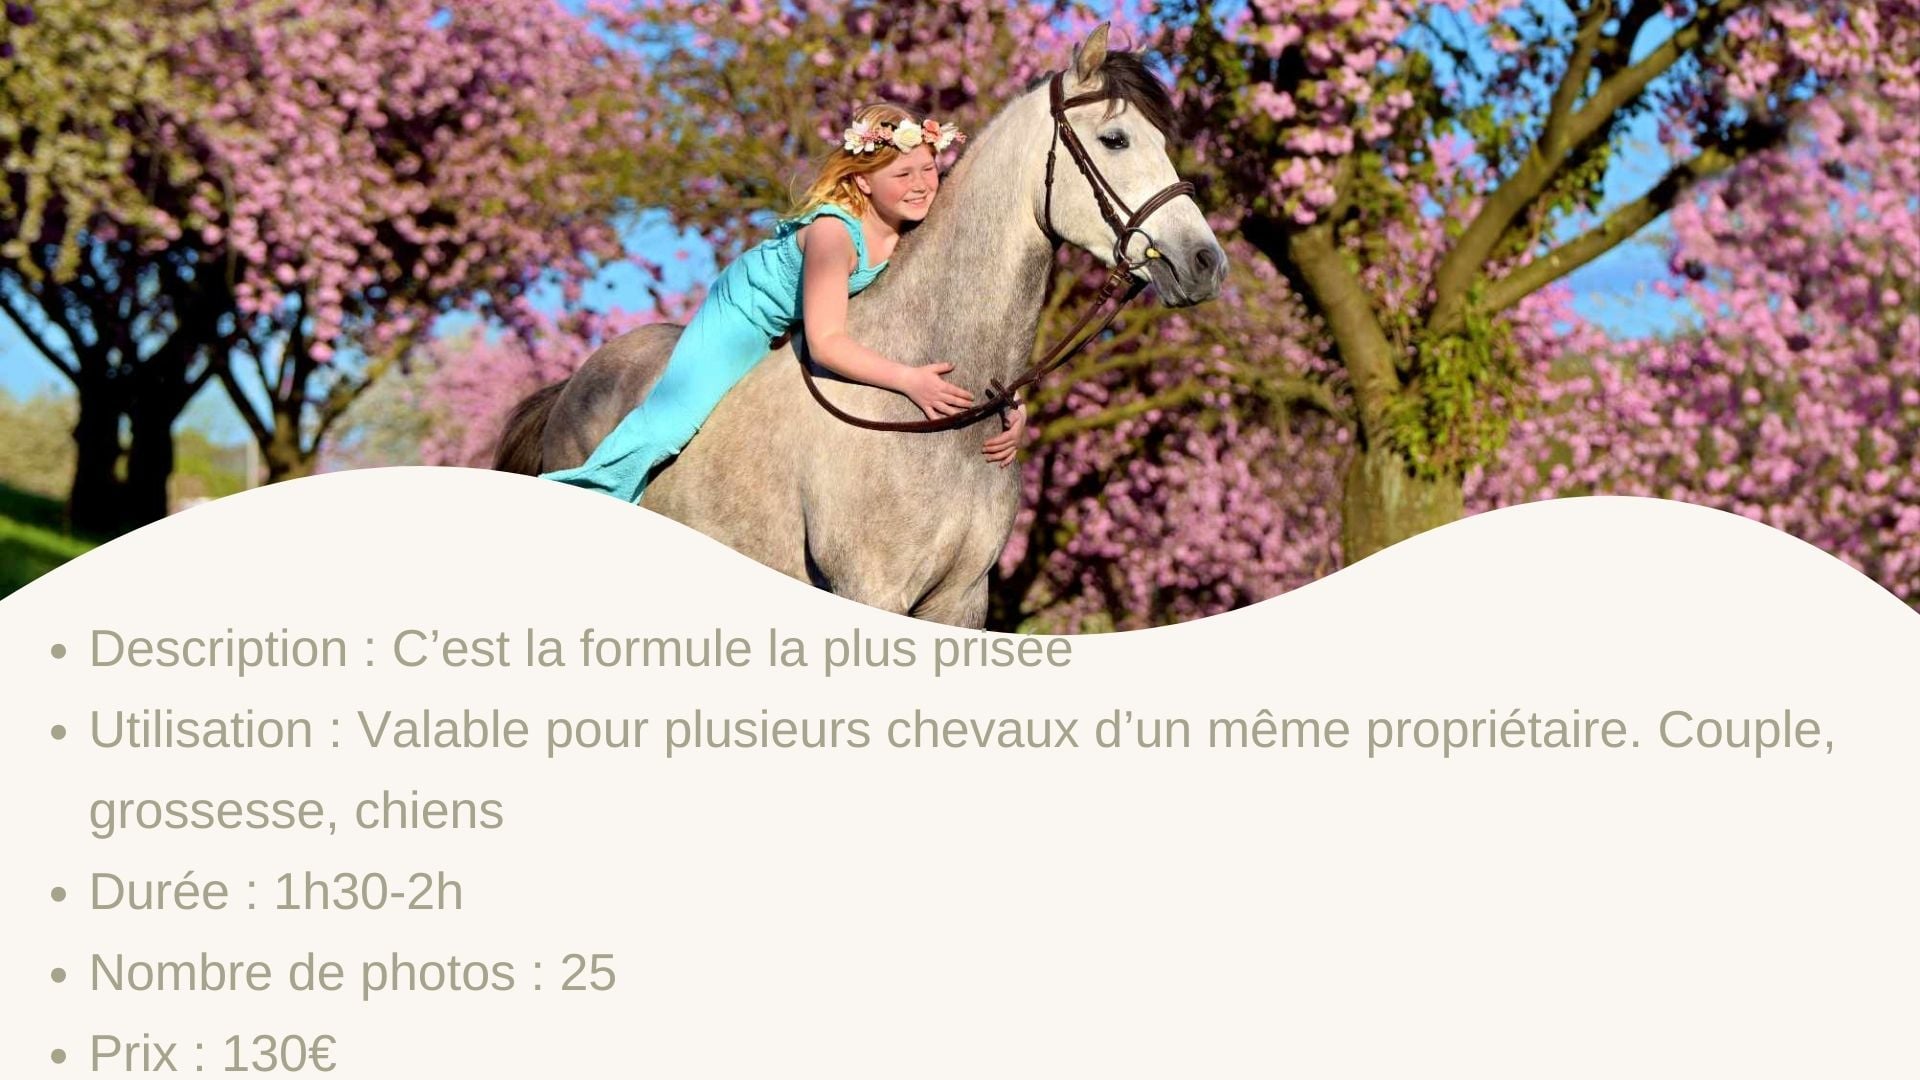 • Description : C’est la formule la plus prisée
• Utilisation : Valable pour plusieurs chevaux d’un même propriétaire. Couple,
grossesse, chiens
• Durée : 1h30-2h
• Nombre de photos : 25
• Prix : 130€